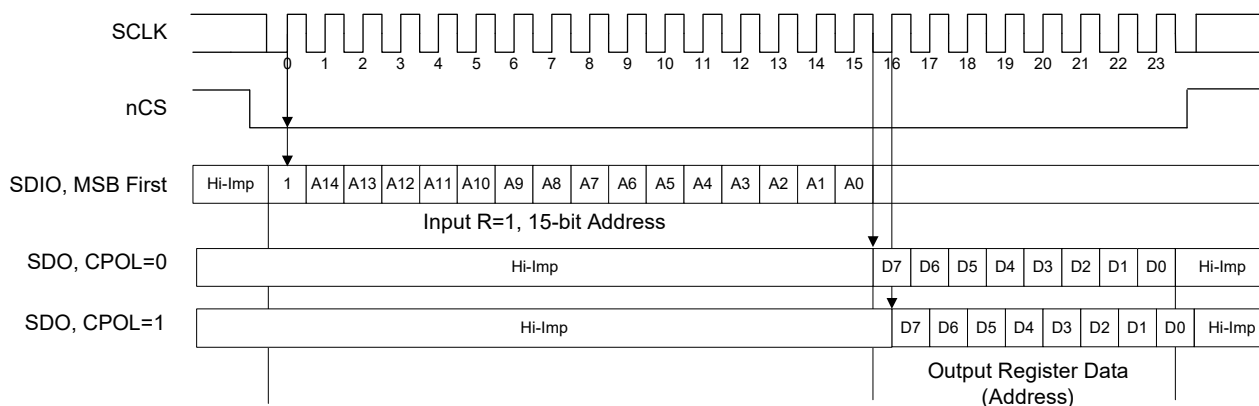 SCLK
0 1 2 3 4 5 6 7 8 9 10 11 12 13 14 15 16 17 18 19 20 21 22 23
nCS
SDIO, MSB First Hi-Imp 1 A14 A13 A12 A11 A10 A9 A8 A7 A6 A5 A4 A3 A2 A1 A0
Input R=1, 15-bit Address
SDO, CPOL=0 Hi-Imp D7 D6 D5 D4 D3 D2 D1 D0 Hi-Imp
SDO, CPOL=1 Hi-Imp D7 D6 D5 D4 D3 D2 D1 D0 Hi-Imp
Output Register Data
(Address)